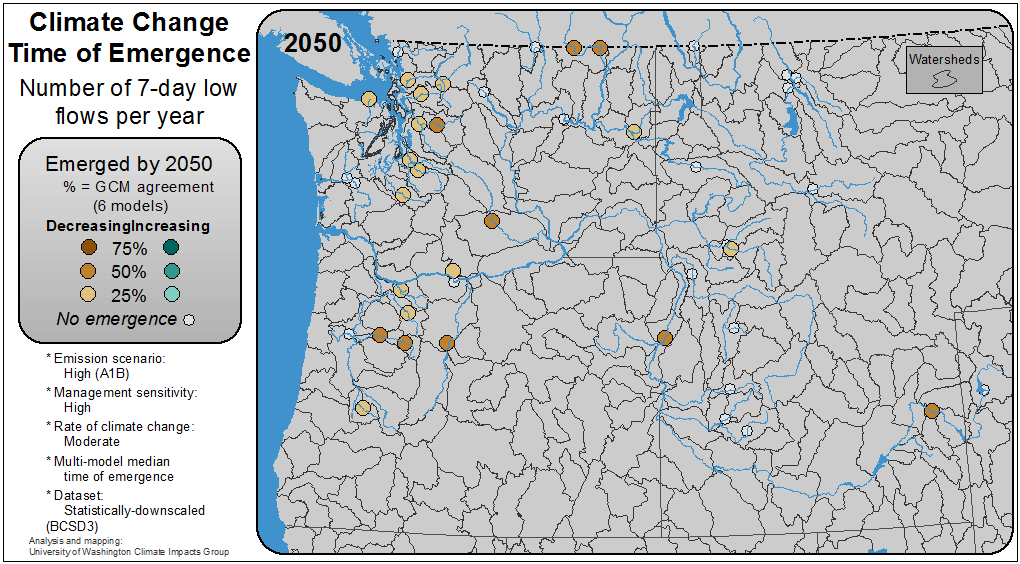 Climate Change
Time of Emergence
Number of 7-day low
flows per year
Emerged by 2050
% = GCM agreement
(6 models)
DecreasingIncreasing
75%
50%
25%
No emergence
* Emission scenario:
High (A1B)
* Management sensitivity:
High
* Rate of climate change:
Moderate
* Multi-model median
time of emergence
* Dataset:
Statistically-downscaled
(BCSD3)
Analysis and mapping:
University of Washington Climate Impacts Group
2050
Watersheds